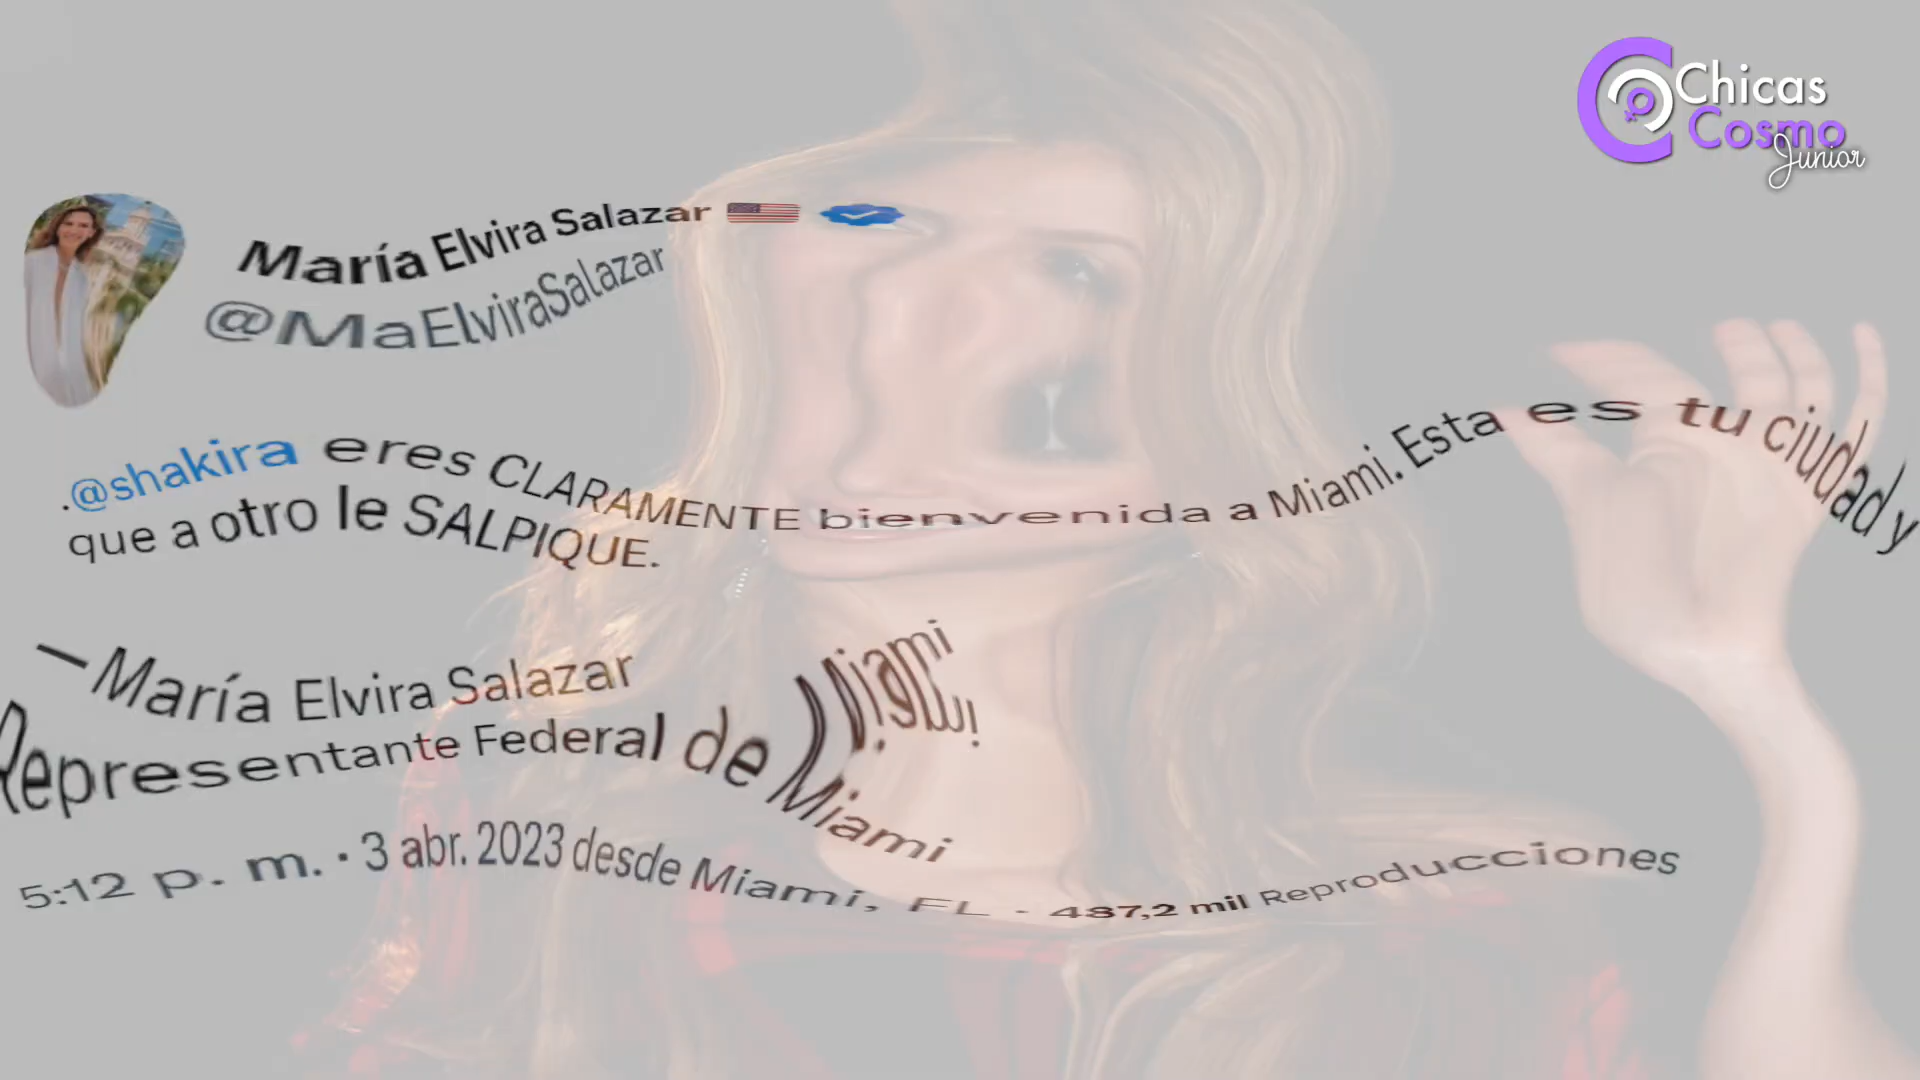 Chicas
Cosmo
Junior
María Elvira Salazar
@MaElviraSalazar
.@shakira eres CLARAMENTE bienvenida a Miami. Esta es tu ciudad y
que a otro le SALPIQUE.
—María Elvira Salazar
Representante Federal de Miami
5:12 p. m. · 3 abr. 2023 desde Miami, FL · 487,2 mil Reproducciones